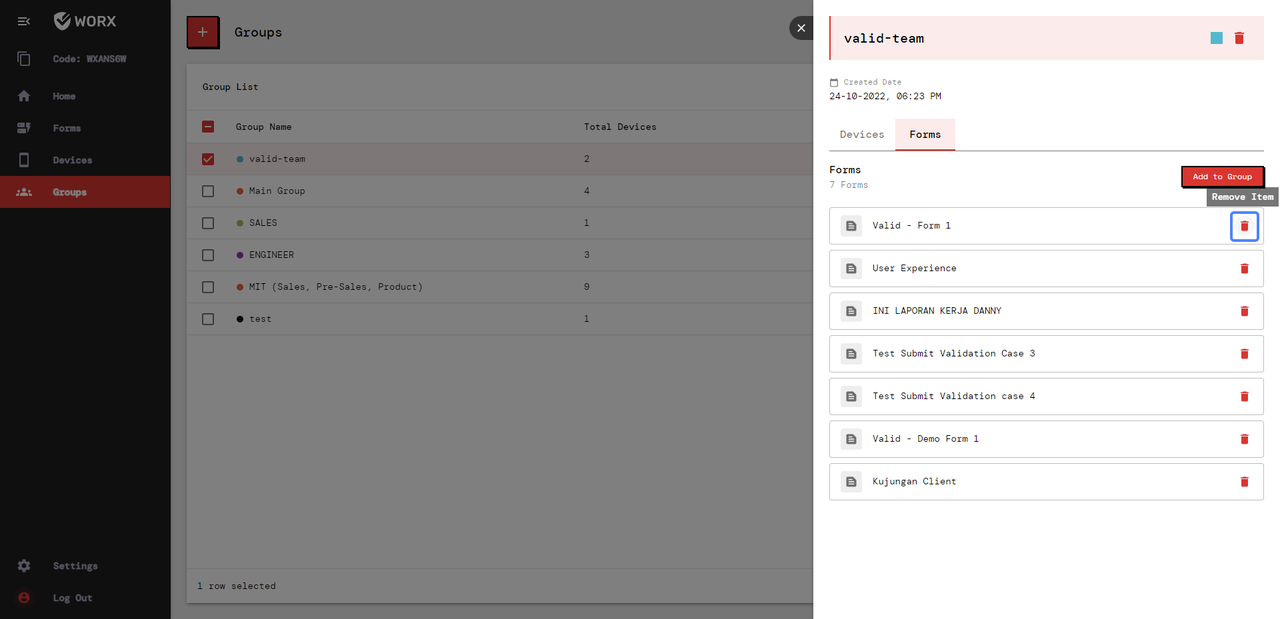 WORX
Code: WXANS6W
Home
Forms
Devices
Groups
Settings
Log Out
Groups
Group List
Group Name Total Devices
valid-team 2
Main Group 4
SALES 1
ENGINEER 3
MIT (Sales, Pre-Sales, Product) 9
test 1
1 row selected
valid-team
Created Date
24-10-2022, 06:23 PM
Devices Forms
Forms
7 Forms
Add to Group
Remove Item
Valid - Form 1
User Experience
INI LAPORAN KERJA DANNY
Test Submit Validation Case 3
Test Submit Validation case 4
Valid - Demo Form 1
Kujungan Client